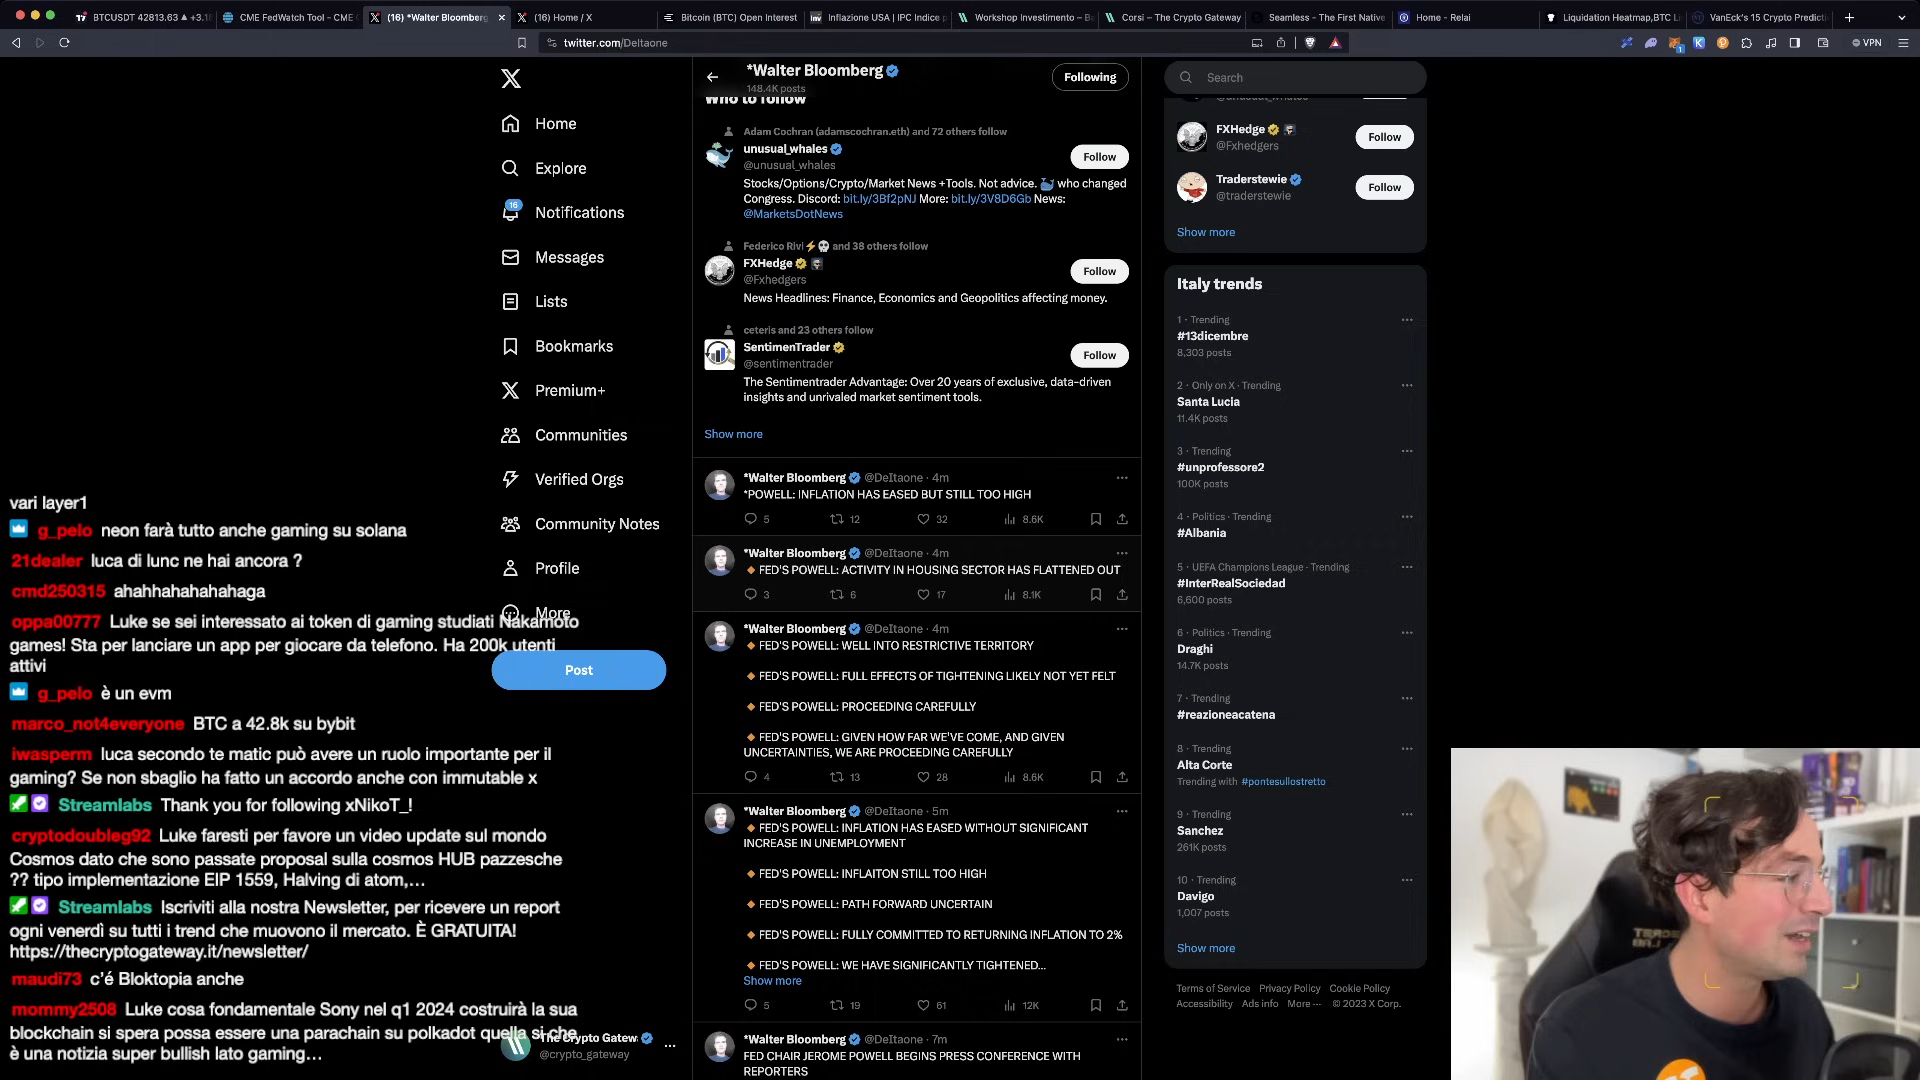 BTCUSDT 42813.63 ▲ +3.1
CME FedWatch Tool - CME
(16) *Walter Bloomberg
(16) Home / X
Bitcoin (BTC) Open Interest
Inflazione USA | IPC Indice p
Workshop Investimento – B
Corsi – The Crypto Gateway
Seamless - The First Native
Home - Relai
Liquidation Heatmap,BTC Li
VanEck's 15 Crypto Predicti
twitter.com/DeItaone
VPN
*Walter Bloomberg
148.4K posts
Following
Search
Home
Explore
16
Notifications
Messages
Lists
Bookmarks
Premium+
Communities
Verified Orgs
Community Notes
Profile
More
Post
The Crypto Gatew
@crypto_gateway
Who to follow
Adam Cochran (adamscochran.eth) and 72 others follow
unusual_whales
@unusual_whales
Follow
Stocks/Options/Crypto/Market News +Tools. Not advice. 🐳 who changed
Congress. Discord: bit.ly/3Bf2pNJ More: bit.ly/3V8D6Gb News:
@MarketsDotNews
Federico Rivi⚡💀 and 38 others follow
FXHedge
@Fxhedgers
Follow
News Headlines: Finance, Economics and Geopolitics affecting money.
ceteris and 23 others follow
SentimenTrader
@sentimentrader
Follow
The Sentimentrader Advantage: Over 20 years of exclusive, data-driven
insights and unrivaled market sentiment tools.
Show more
*Walter Bloomberg @DeItaone · 4m
*POWELL: INFLATION HAS EASED BUT STILL TOO HIGH
5 12 32 8.6K
*Walter Bloomberg @DeItaone · 4m
🔸FED'S POWELL: ACTIVITY IN HOUSING SECTOR HAS FLATTENED OUT
3 6 17 8.1K
*Walter Bloomberg @DeItaone · 4m
🔸FED'S POWELL: WELL INTO RESTRICTIVE TERRITORY
🔸FED'S POWELL: FULL EFFECTS OF TIGHTENING LIKELY NOT YET FELT
🔸FED'S POWELL: PROCEEDING CAREFULLY
🔸FED'S POWELL: GIVEN HOW FAR WE'VE COME, AND GIVEN
UNCERTAINTIES, WE ARE PROCEEDING CAREFULLY
4 13 28 8.6K
*Walter Bloomberg @DeItaone · 5m
🔸FED'S POWELL: INFLATION HAS EASED WITHOUT SIGNIFICANT
INCREASE IN UNEMPLOYMENT
🔸FED'S POWELL: INFLAITON STILL TOO HIGH
🔸FED'S POWELL: PATH FORWARD UNCERTAIN
🔸FED'S POWELL: FULLY COMMITTED TO RETURNING INFLATION TO 2%
🔸FED'S POWELL: WE HAVE SIGNIFICANTLY TIGHTENED...
Show more
5 19 61 12K
*Walter Bloomberg @DeItaone · 7m
FED CHAIR JEROME POWELL BEGINS PRESS CONFERENCE WITH
REPORTERS
@unusual_whales
FXHedge
@Fxhedgers
Follow
Traderstewie
@traderstewie
Follow
Show more
Italy trends
1 · Trending
#13dicembre
8,303 posts
2 · Only on X · Trending
Santa Lucia
11.4K posts
3 · Trending
#unprofessore2
100K posts
4 · Politics · Trending
#Albania
5 · UEFA Champions League · Trending
#InterRealSociedad
6,600 posts
6 · Politics · Trending
Draghi
14.7K posts
7 · Trending
#reazioneacatena
8 · Trending
Alta Corte
Trending with #pontesullostretto
9 · Trending
Sanchez
261K posts
10 · Trending
Davigo
1,007 posts
Show more
Terms of Service Privacy Policy Cookie Policy
Accessibility Ads info More ··· © 2023 X Corp.
vari layer1
g_pelo neon farà tutto anche gaming su solana
21dealer luca di lunc ne hai ancora ?
cmd250315 ahahhahahahahaga
oppa00777 Luke se sei interessato ai token di gaming studiati Nakamoto
games! Sta per lanciare un app per giocare da telefono. Ha 200k utenti
attivi
g_pelo è un evm
marco_not4everyone BTC a 42.8k su bybit
iwasperm luca secondo te matic può avere un ruolo importante per il
gaming? Se non sbaglio ha fatto un accordo anche con immutable x
Streamlabs Thank you for following xNikoT_!
cryptodoubleg92 Luke faresti per favore un video update sul mondo
Cosmos dato che sono passate proposal sulla cosmos HUB pazzesche
?? tipo implementazione EIP 1559, Halving di atom,…
Streamlabs Iscriviti alla nostra Newsletter, per ricevere un report
ogni venerdì su tutti i trend che muovono il mercato. È GRATUITA!
https://thecryptogateway.it/newsletter/
maudi73 c'é Bloktopia anche
mommy2508 Luke cosa fondamentale Sony nel q1 2024 costruirà la sua
blockchain si spera possa essere una parachain su polkadot quella si che
è una notizia super bullish lato gaming…
SECRET
LAB